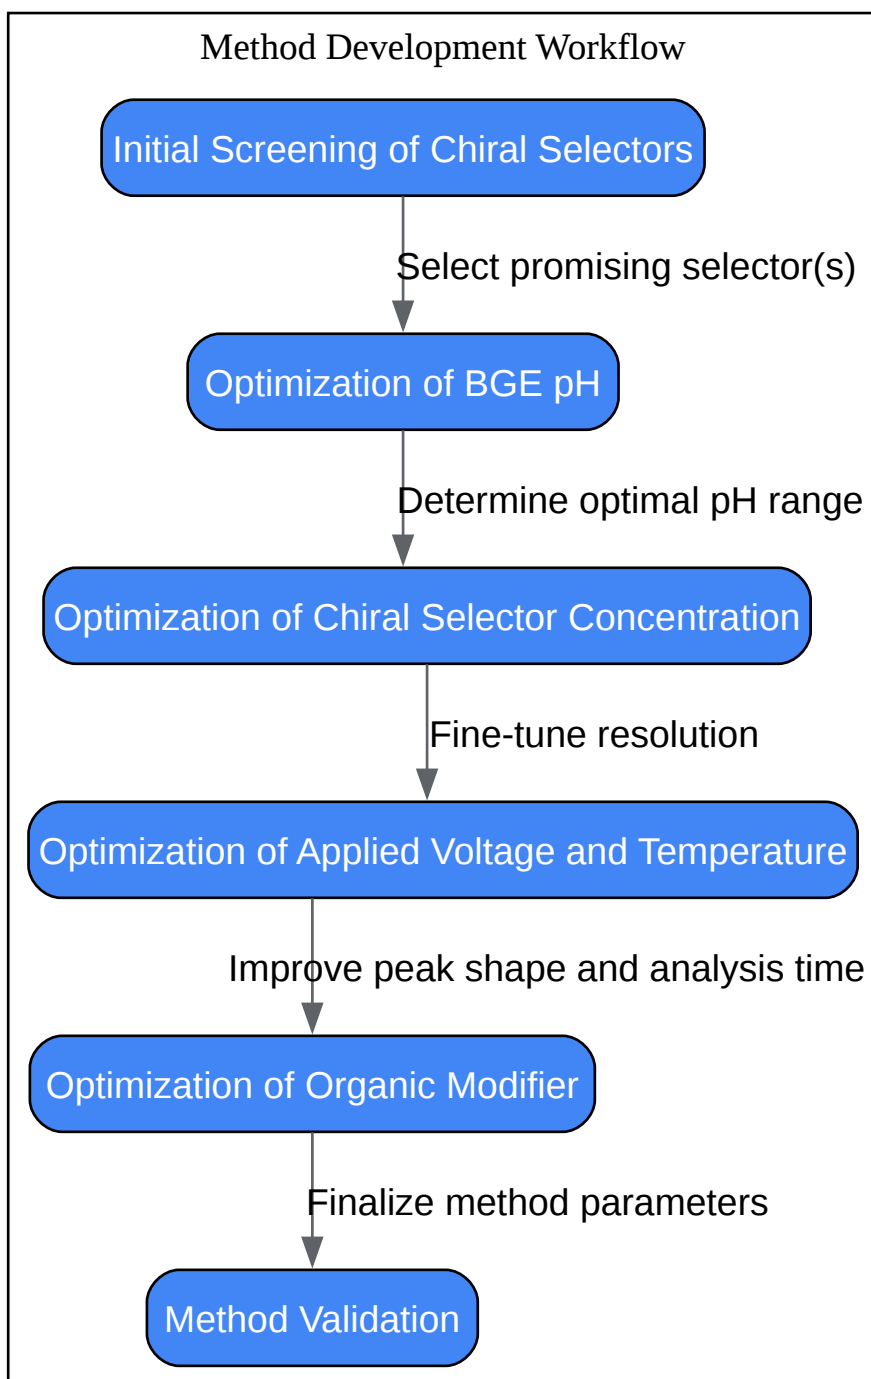 Method Development Workflow
Initial Screening of Chiral Selectors
Select promising selector(s)
Optimization of BGE pH
Determine optimal pH range
Optimization of Chiral Selector Concentration
Fine-tune resolution
Optimization of Applied Voltage and Temperature
Improve peak shape and analysis time
Optimization of Organic Modifier
Finalize method parameters
Method Validation